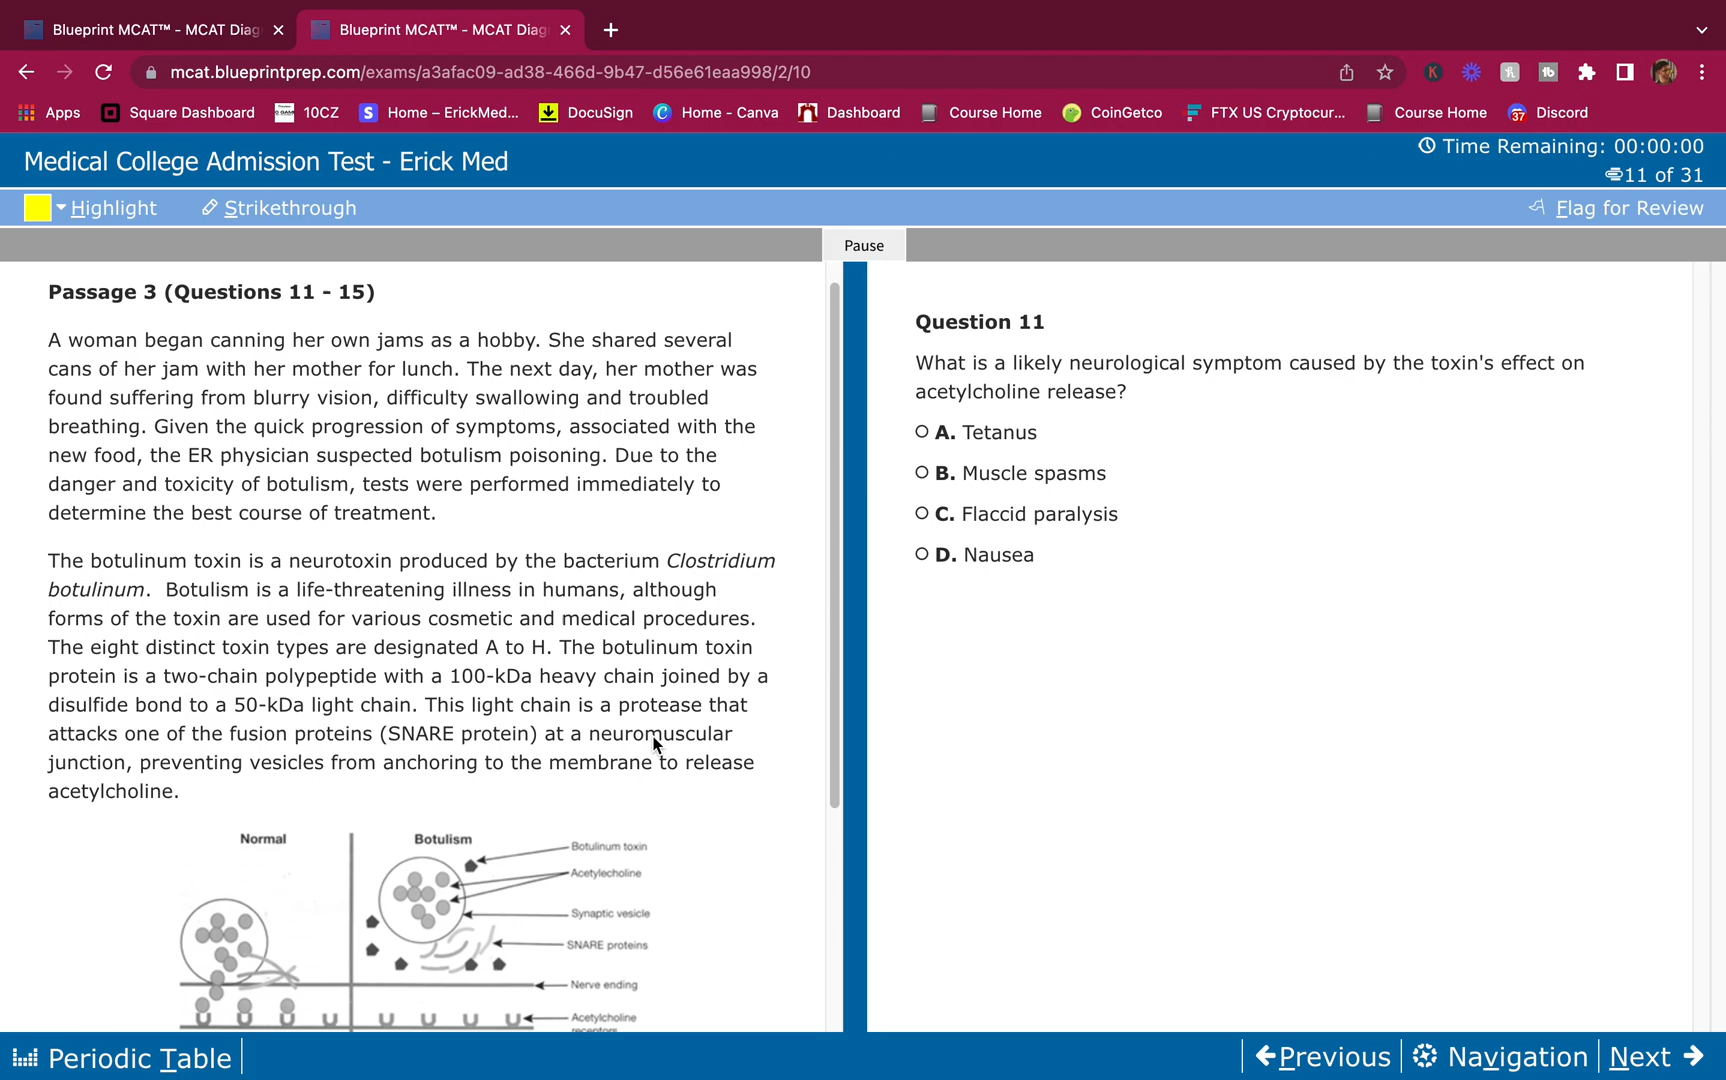 Blueprint MCAT™ - MCAT Diag
Blueprint MCAT™ - MCAT Diag
mcat.blueprintprep.com/exams/a3afac09-ad38-466d-9b47-d56e61eaa998/2/10
Apps Square Dashboard 10CZ Home – ErickMed... DocuSign Home - Canva Dashboard Course Home CoinGetco FTX US Cryptocur... Course Home 37 Discord
Medical College Admission Test - Erick Med
Time Remaining: 00:00:00
11 of 31
Highlight Strikethrough Flag for Review
Pause
Passage 3 (Questions 11 - 15)
A woman began canning her own jams as a hobby. She shared several
cans of her jam with her mother for lunch. The next day, her mother was
found suffering from blurry vision, difficulty swallowing and troubled
breathing. Given the quick progression of symptoms, associated with the
new food, the ER physician suspected botulism poisoning. Due to the
danger and toxicity of botulism, tests were performed immediately to
determine the best course of treatment.
The botulinum toxin is a neurotoxin produced by the bacterium Clostridium
botulinum. Botulism is a life-threatening illness in humans, although
forms of the toxin are used for various cosmetic and medical procedures.
The eight distinct toxin types are designated A to H. The botulinum toxin
protein is a two-chain polypeptide with a 100-kDa heavy chain joined by a
disulfide bond to a 50-kDa light chain. This light chain is a protease that
attacks one of the fusion proteins (SNARE protein) at a neuromuscular
junction, preventing vesicles from anchoring to the membrane to release
acetylcholine.
Normal
Botulism
Botulinum toxin
Acetylecholine
Synaptic vesicle
SNARE proteins
Nerve ending
Acetylcholine
receptors
Question 11
What is a likely neurological symptom caused by the toxin's effect on
acetylcholine release?
A. Tetanus
B. Muscle spasms
C. Flaccid paralysis
D. Nausea
Periodic Table
Previous Navigation Next